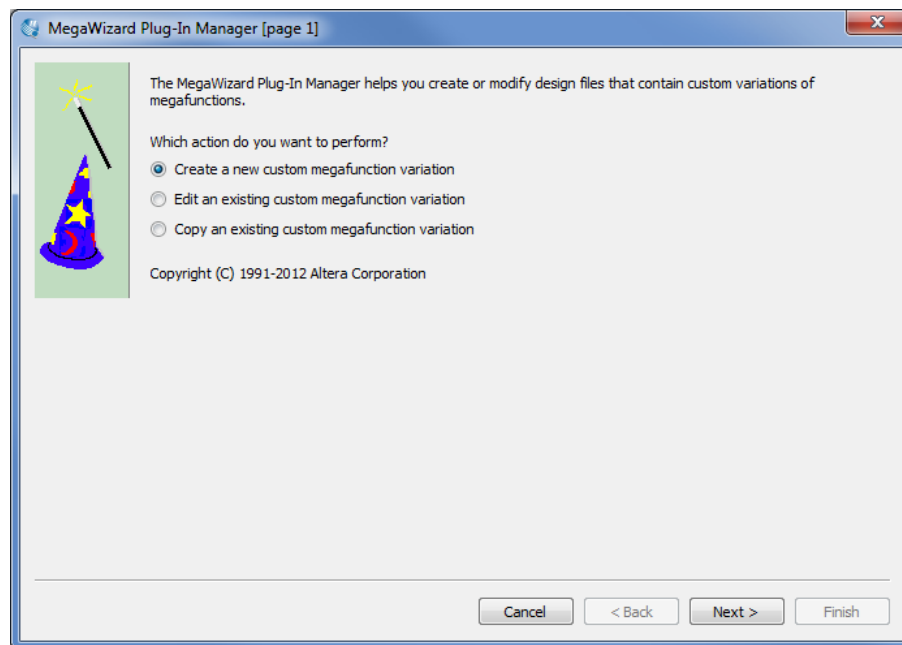 MegaWizard Plug-In Manager [page 1]
The MegaWizard Plug-In Manager helps you create or modify design files that contain custom variations of
megafunctions.
Which action do you want to perform?
Create a new custom megafunction variation
Edit an existing custom megafunction variation
Copy an existing custom megafunction variation
Copyright (C) 1991-2012 Altera Corporation
Cancel < Back Next > Finish